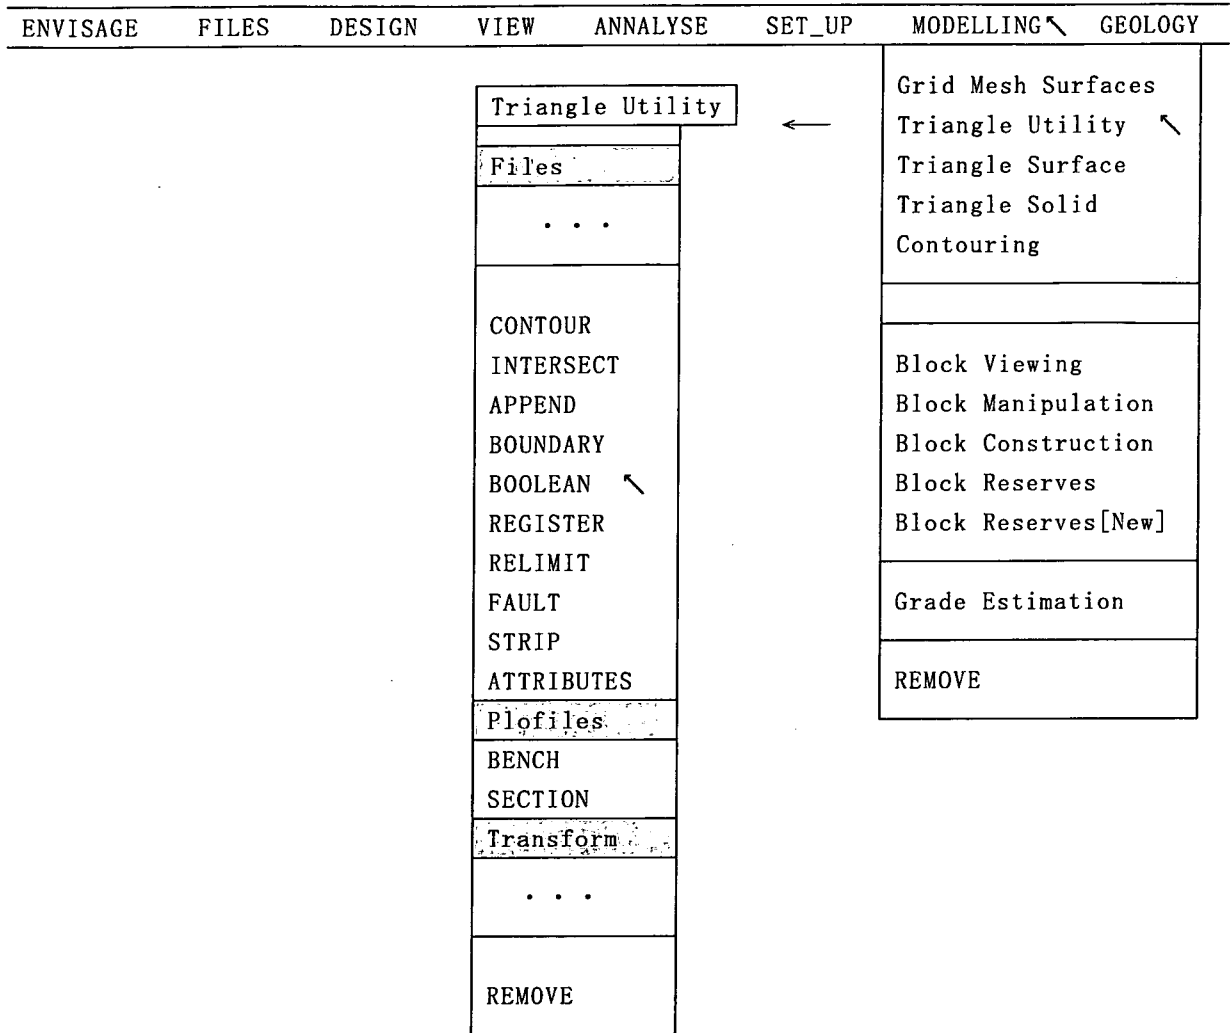 ENVISAGE FILES DESIGN VIEW ANNALYSE SET_UP MODELLING GEOLOGY
Triangle Utility
Files
. . .
CONTOUR
INTERSECT
APPEND
BOUNDARY
BOOLEAN
REGISTER
RELIMIT
FAULT
STRIP
ATTRIBUTES
Plofiles
BENCH
SECTION
Transform
. . .
REMOVE
Grid Mesh Surfaces
Triangle Utility
Triangle Surface
Triangle Solid
Contouring
Block Viewing
Block Manipulation
Block Construction
Block Reserves
Block Reserves[New]
Grade Estimation
REMOVE